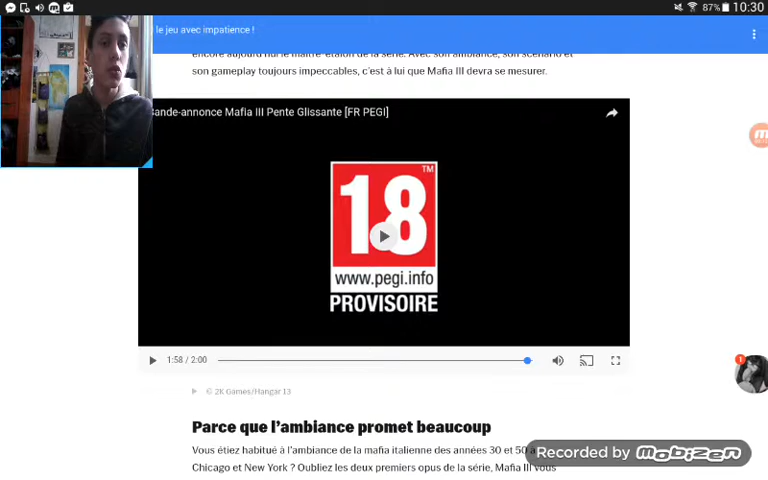 87% 10:30
le jeu avec impatience !
son gameplay toujours impeccables, c'est à lui que Mafia III devra se mesurer.
ande-annonce Mafia III Pente Glissante [FR PEGI]
18 TM
www.pegi.info
PROVISOIRE
1:58 / 2:00
© 2K Games/Hangar 13
Parce que l'ambiance promet beaucoup
Vous étiez habitué à l'ambiance de la mafia italienne des années 30 et 50 à
Chicago et New York ? Oubliez les deux premiers opus de la série, Mafia III vous
Recorded by mobizen
1